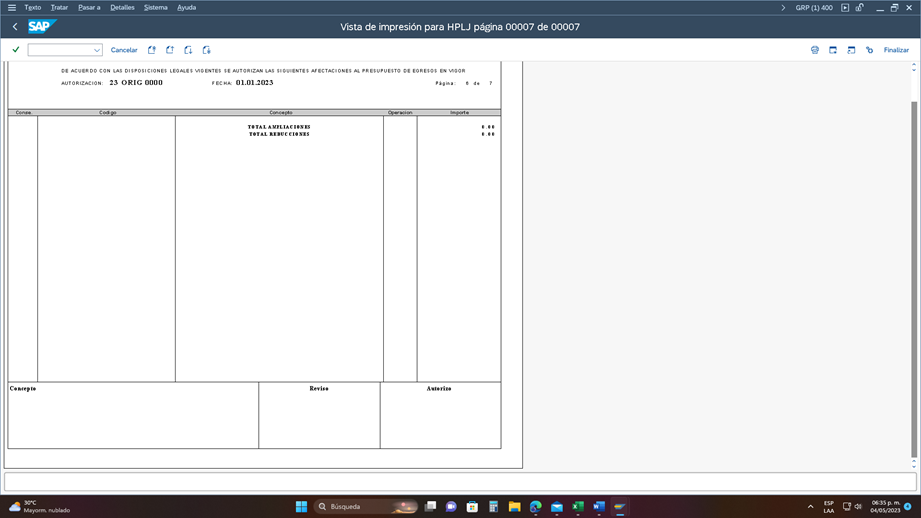 Texto Tratar Pasar a Detalles Sistema Ayuda GRP (1) 400
SAP Vista de impresión para HPLJ página 00007 de 00007
Cancelar Finalizar
DE ACUERDO CON LAS DISPOSICIONES LEGALES VIGENTES SE AUTORIZAN LAS SIGUIENTES AFECTACIONES AL PRESUPUESTO DE EGRESOS EN VIGOR
AUTORIZACION: 23 ORIG 0000 FECHA: 01.01.2023 Página: 6 de 7
Conse. Codigo Concepto Operacion Importe
TOTAL AMPLIACIONES 0.00
TOTAL REDUCCIONES 0.00
Concepto Reviso Autorizo
30°C
Mayorm. nublado
Búsqueda
ESP
LAA
06:35 p. m.
04/05/2023